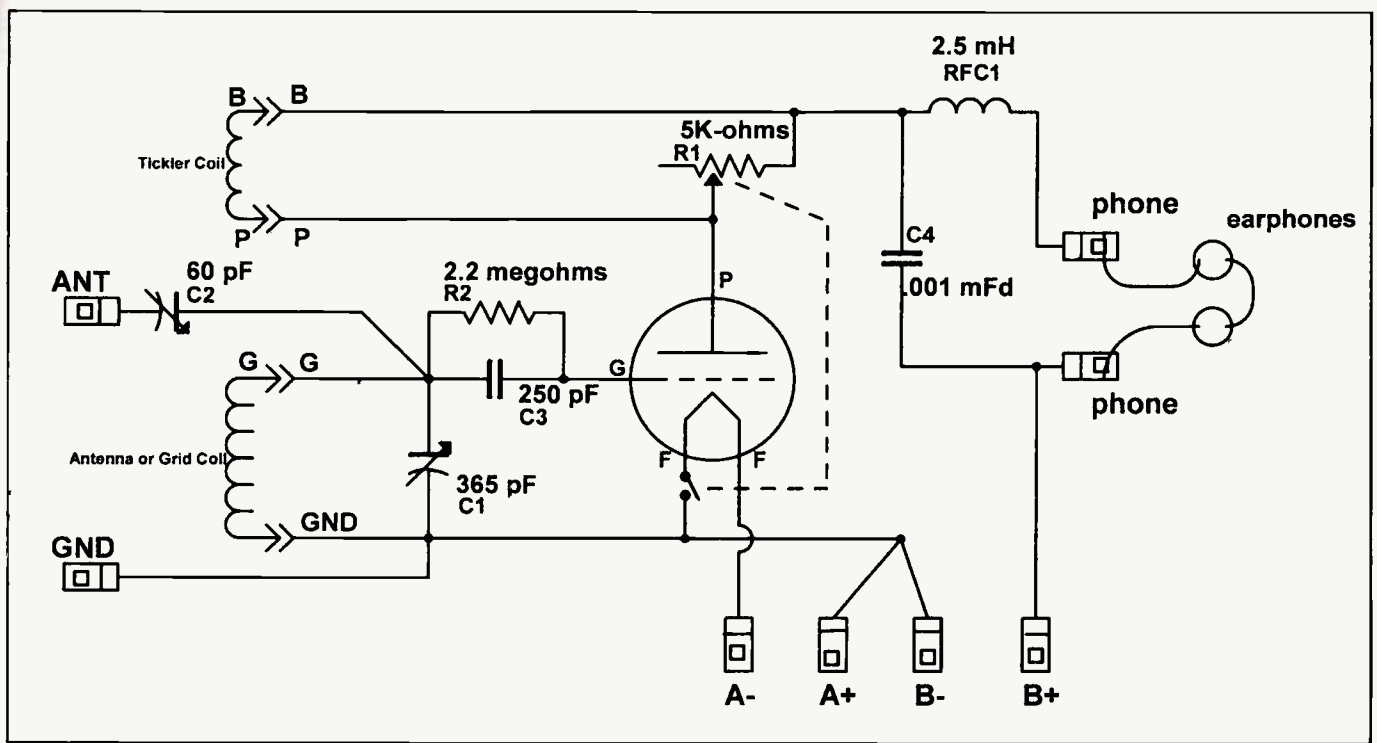 2.5 mH
RFC1
B B
5K-ohms
R1
Tickler Coil
P P
phone
earphones
C4
.001 mFd
P
ANT
60 pF
C2
2.2 megohms
R2
G G
G
250 pF
C3
phone
Antenna or Grid Coil
F F
365 pF
C1
GND
GND
A- A+ B- B+